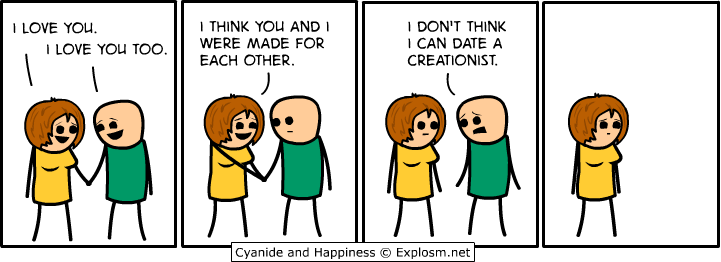 I LOVE YOU.
I LOVE YOU TOO.
I THINK YOU AND I
WERE MADE FOR
EACH OTHER.
I DON'T THINK
I CAN DATE A
CREATIONIST.
Cyanide and Happiness © Explosm.net